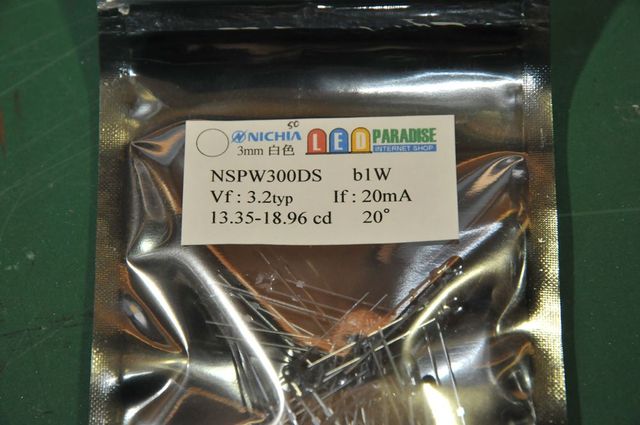 50
NICHIA LED PARADISE
3mm 白色 INTERNET SHOP
NSPW300DS b1W
Vf : 3.2typ If : 20mA
13.35-18.96 cd 20°